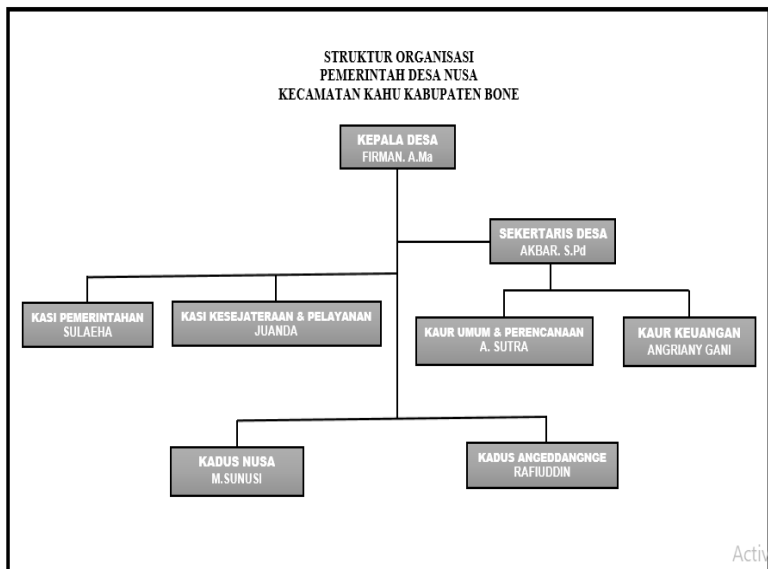 STRUKTUR ORGANISASI
PEMERINTAH DESA NUSA
KECAMATAN KAHU KABUPATEN BONE
KEPALA DESA
FIRMAN. A.Ma
SEKERTARIS DESA
AKBAR. S.Pd
KASI PEMERINTAHAN
SULAEHA
KASI KESEJATERAAN & PELAYANAN
JUANDA
KAUR UMUM & PERENCANAAN
A. SUTRA
KAUR KEUANGAN
ANGRIANY GANI
KADUS NUSA
M.SUNUSI
KADUS ANGEDDANGNGE
RAFIUDDIN
Activ